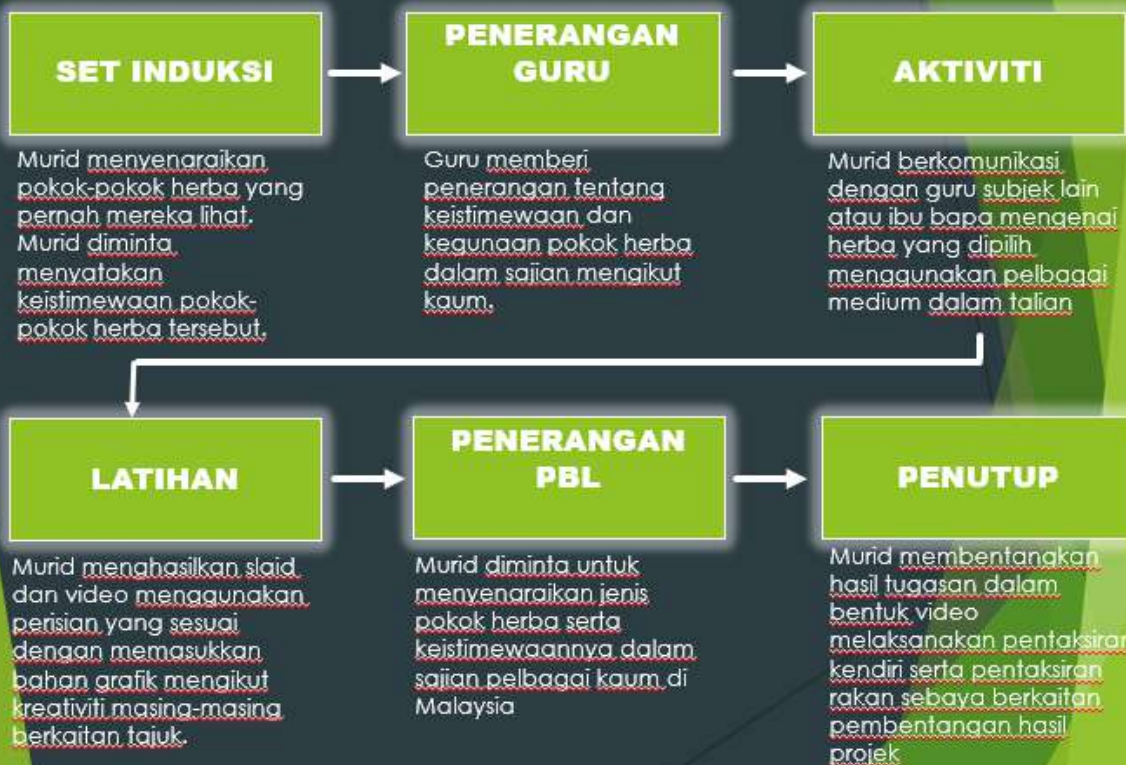 SET INDUKSI
Murid menyenaraikan
pokok-pokok herba yang
pernah mereka lihat.
Murid diminta
menyatakan
keistimewaan pokok-
pokok herba tersebut.
PENERANGAN
GURU
Guru memberi
penerangan tentang
keistimewaan dan
kegunaan pokok herba
dalam sajian mengikut
kaum.
AKTIVITI
Murid berkomunikasi
dengan guru subjek lain
atau ibu bapa mengenai
herba yang dipilih
menggunakan pelbagai
medium dalam talian
LATIHAN
Murid menghasilkan slaid
dan video menggunakan
perisian yang sesuai
dengan memasukkan
bahan grafik mengikut
kreativiti masing-masing
berkaitan tajuk.
PENERANGAN
PBL
Murid diminta untuk
menyenaraikan jenis
pokok herba serta
keistimewaannya dalam
sajian pelbagai kaum di
Malaysia
PENUTUP
Murid membentangkan
hasil tugasan dalam
bentuk video
melaksanakan pentaksiran
kendiri serta pentaksiran
rakan sebaya berkaitan
pembentangan hasil
projek